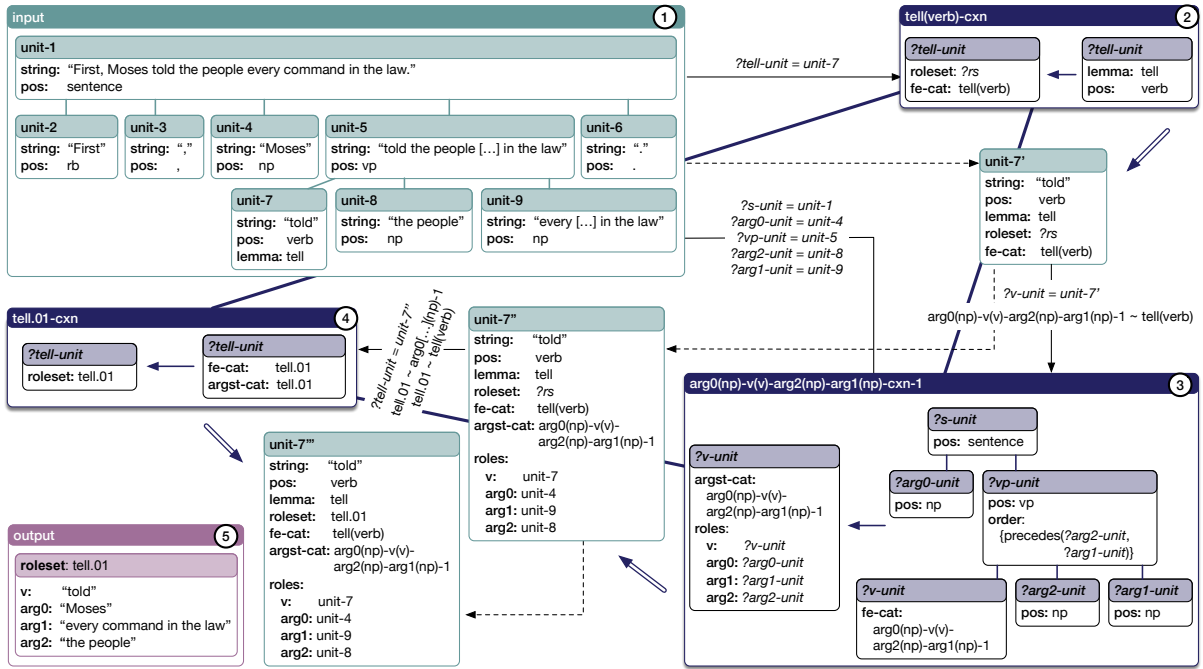 input
1
unit-1
string: “First, Moses told the people every command in the law.”
pos: sentence
unit-2
string: “First”
pos: rb
unit-3
string: “,”
pos: ,
unit-4
string: “Moses”
pos: np
unit-5
string: “told the people [...] in the law”
pos: vp
unit-6
string: “.”
pos: .
unit-7
string: “told”
pos: verb
lemma: tell
unit-8
string: “the people”
pos: np
unit-9
string: “every [...] in the law”
pos: np
?tell-unit = unit-7
tell(verb)-cxn
2
?tell-unit
roleset: ?rs
fe-cat: tell(verb)
?tell-unit
lemma: tell
pos: verb
unit-7’
string: “told”
pos: verb
lemma: tell
roleset: ?rs
fe-cat: tell(verb)
?s-unit = unit-1
?arg0-unit = unit-4
?vp-unit = unit-5
?arg2-unit = unit-8
?arg1-unit = unit-9
?v-unit = unit-7’
arg0(np)-v(v)-arg2(np)-arg1(np)-1 ~ tell(verb)
arg0(np)-v(v)-arg2(np)-arg1(np)-cxn-1
3
?v-unit
argst-cat:
arg0(np)-v(v)-
arg2(np)-arg1(np)-1
roles:
v: ?v-unit
arg0: ?arg0-unit
arg1: ?arg1-unit
arg2: ?arg2-unit
?s-unit
pos: sentence
?arg0-unit
pos: np
?vp-unit
pos: vp
order:
{precedes(?arg2-unit,
?arg1-unit)}
?v-unit
fe-cat:
arg0(np)-v(v)-
arg2(np)-arg1(np)-1
?arg2-unit
pos: np
?arg1-unit
pos: np
unit-7’’
string: “told”
pos: verb
lemma: tell
roleset: ?rs
fe-cat: tell(verb)
argst-cat: arg0(np)-v(v)-
arg2(np)-arg1(np)-1
roles:
v: unit-7
arg0: unit-4
arg1: unit-9
arg2: unit-8
?tell-unit = unit-7’’
tell.01 ~ arg0[...](np)-1
tell.01 ~ tell(verb)
tell.01-cxn
4
?tell-unit
roleset: tell.01
?tell-unit
fe-cat: tell.01
argst-cat: tell.01
unit-7’’’
string: “told”
pos: verb
lemma: tell
roleset: tell.01
fe-cat: tell(verb)
argst-cat: arg0(np)-v(v)-
arg2(np)-arg1(np)-1
roles:
v: unit-7
arg0: unit-4
arg1: unit-9
arg2: unit-8
output
5
roleset: tell.01
v: “told”
arg0: “Moses”
arg1: “every command in the law”
arg2: “the people”